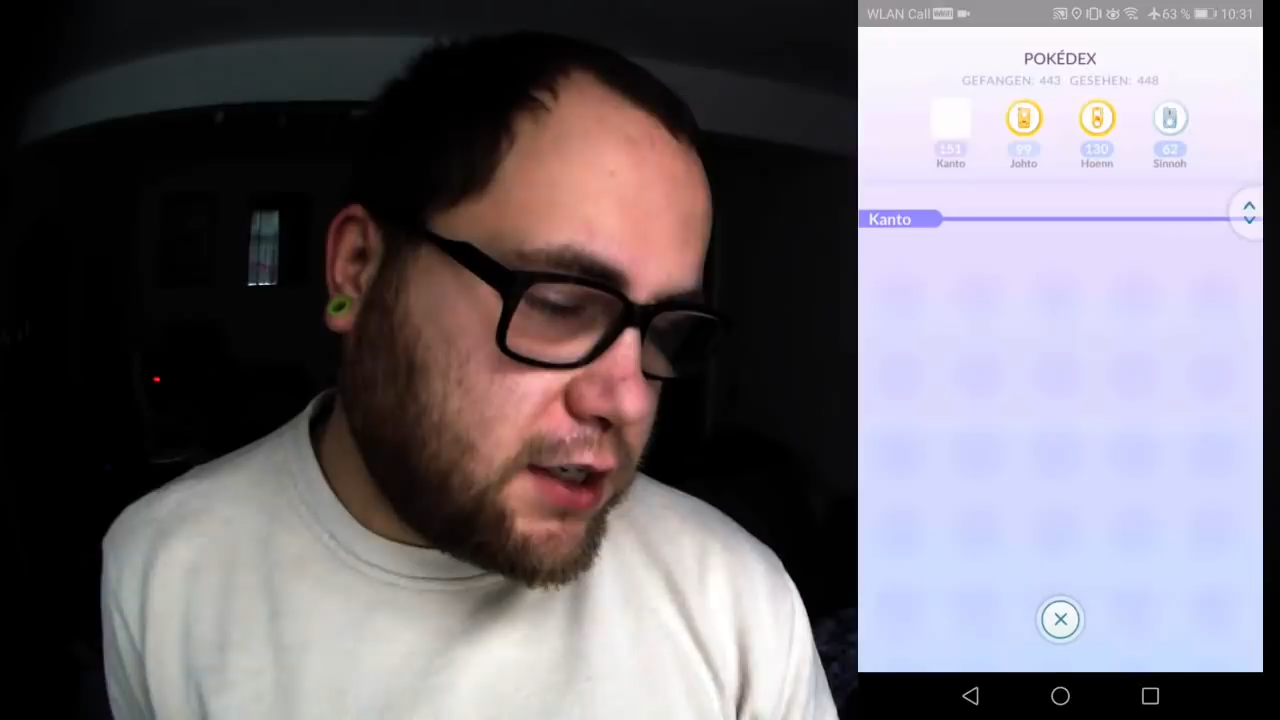 WLAN Call
63 % 10:31
POKÉDEX
GEFANGEN: 443 GESEHEN: 448
151 99 130 62
Kanto Johto Hoenn Sinnoh
Kanto